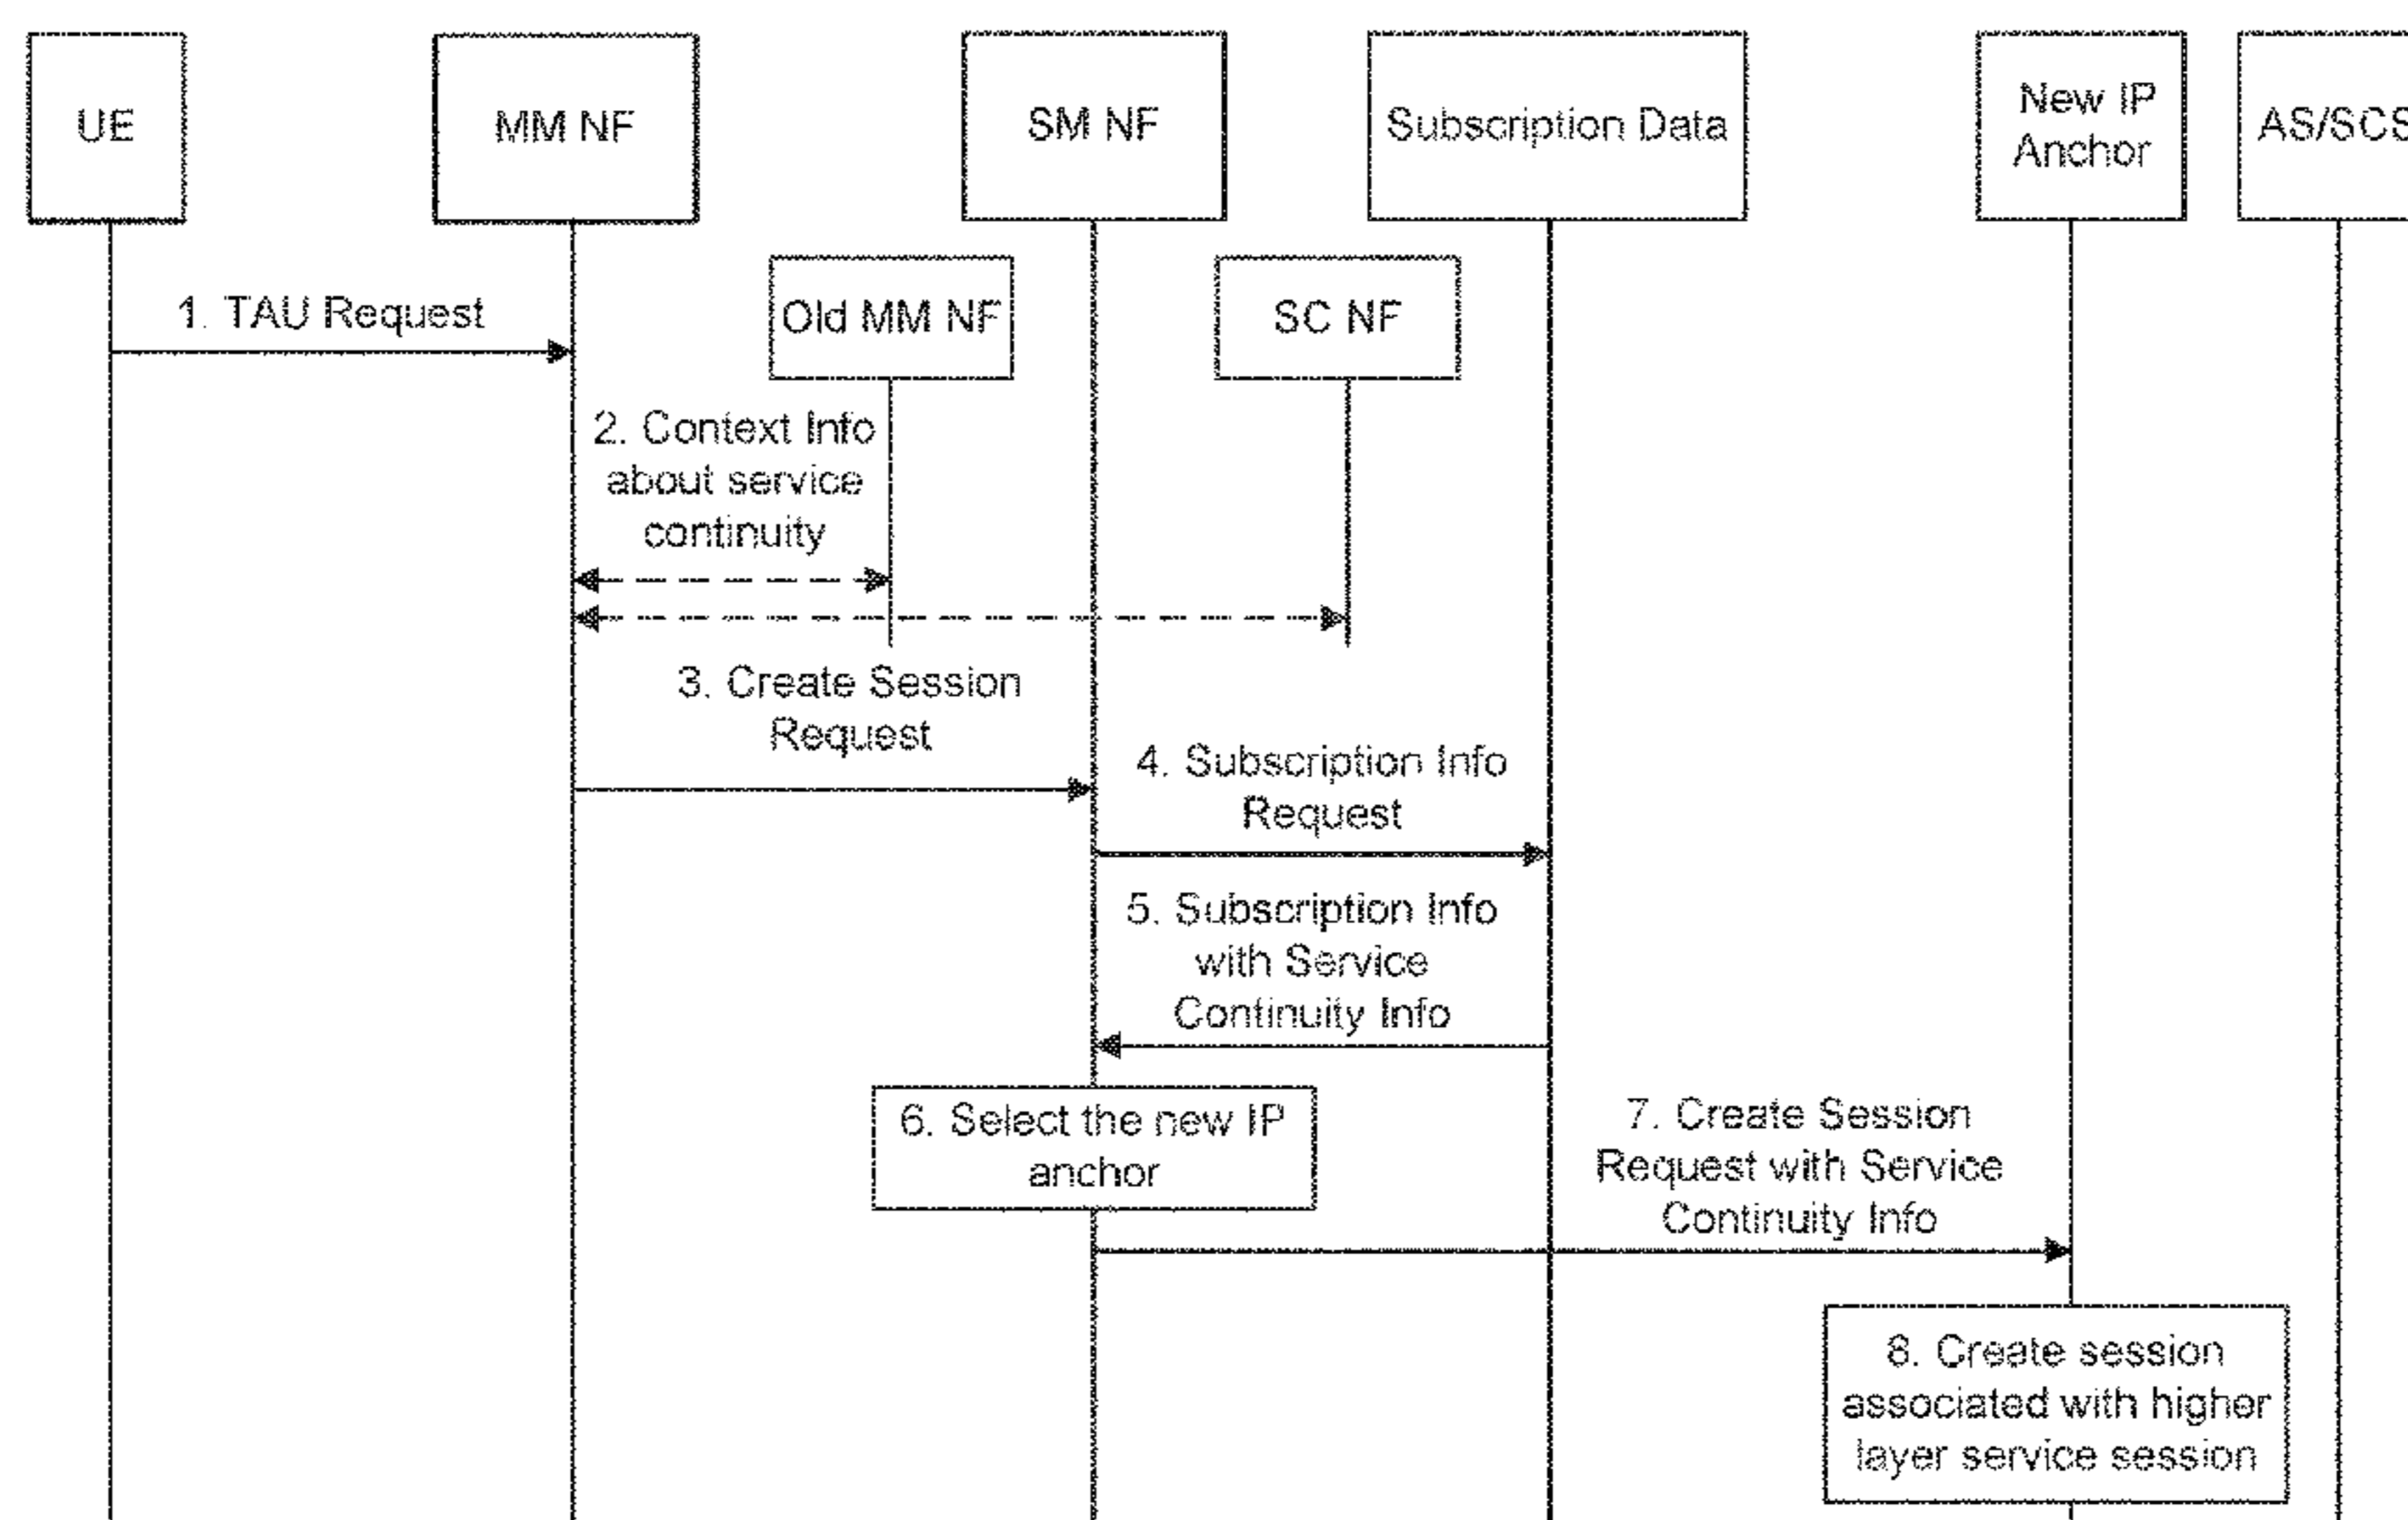 UE
MM NF
SM NF
Subscription Data
New IP
Anchor
AS/SCS
Old MM NF
SC NF
1. TAU Request
2. Context Info
about service
continuity
3. Create Session
Request
4. Subscription Info
Request
5. Subscription Info
with Service
Continuity Info
6. Select the new IP
anchor
7. Create Session
Request with Service
Continuity Info
8. Create session
associated with higher
layer service session